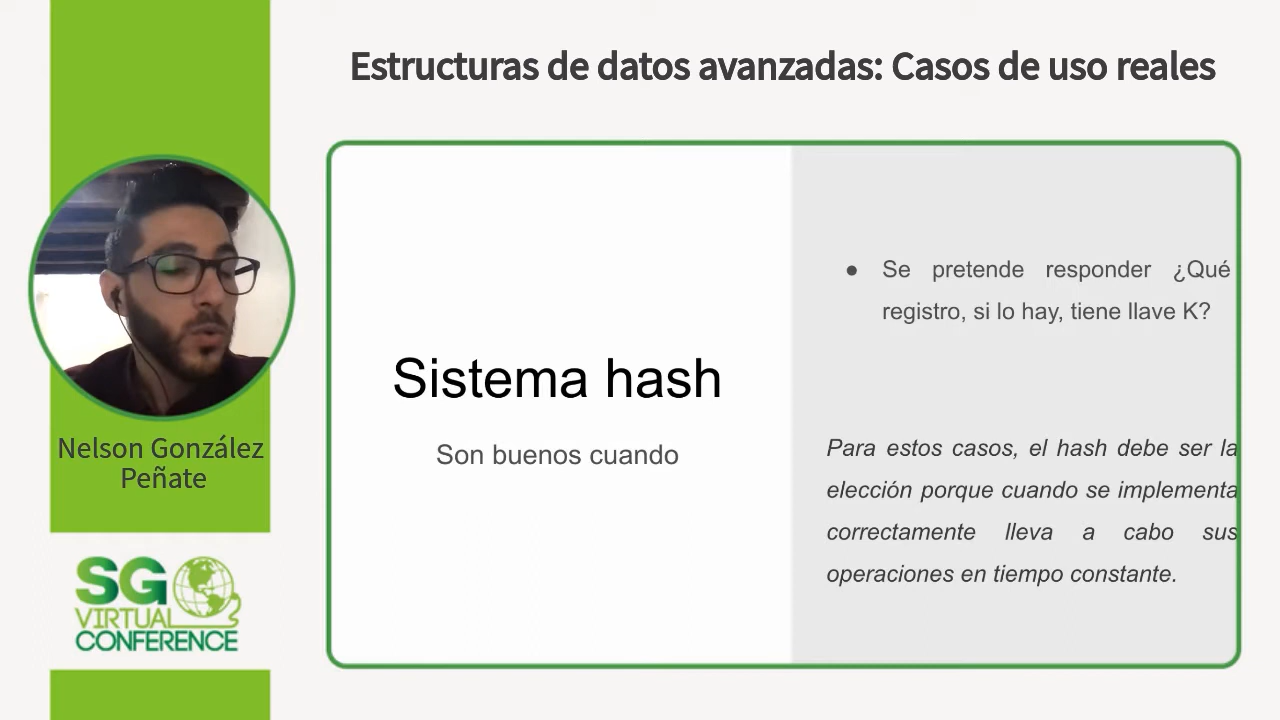 Estructuras de datos avanzadas: Casos de uso reales
Nelson González
Peñate
SG
VIRTUAL
CONFERENCE
Sistema hash
Son buenos cuando
● Se pretende responder ¿Qué
registro, si lo hay, tiene llave K?
Para estos casos, el hash debe ser la
elección porque cuando se implementa
correctamente lleva a cabo sus
operaciones en tiempo constante.